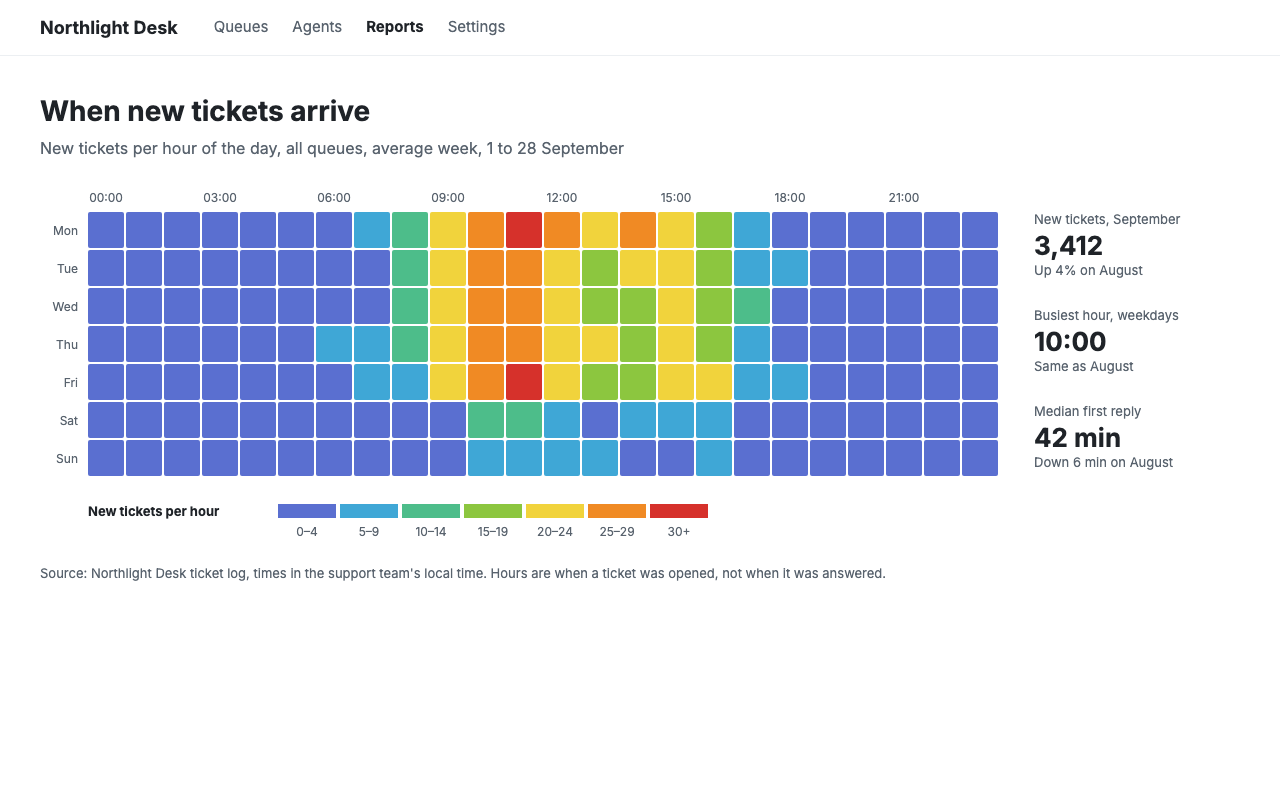 Northlight Desk Queues Agents Reports Settings
When new tickets arrive
New tickets per hour of the day, all queues, average week, 1 to 28 September
00:00 03:00 06:00 09:00 12:00 15:00 18:00 21:00
Mon
Tue
Wed
Thu
Fri
Sat
Sun
New tickets, September
3,412
Up 4% on August
Busiest hour, weekdays
10:00
Same as August
Median first reply
42 min
Down 6 min on August
New tickets per hour
0–4 5–9 10–14 15–19 20–24 25–29 30+
Source: Northlight Desk ticket log, times in the support team's local time. Hours are when a ticket was opened, not when it was answered.